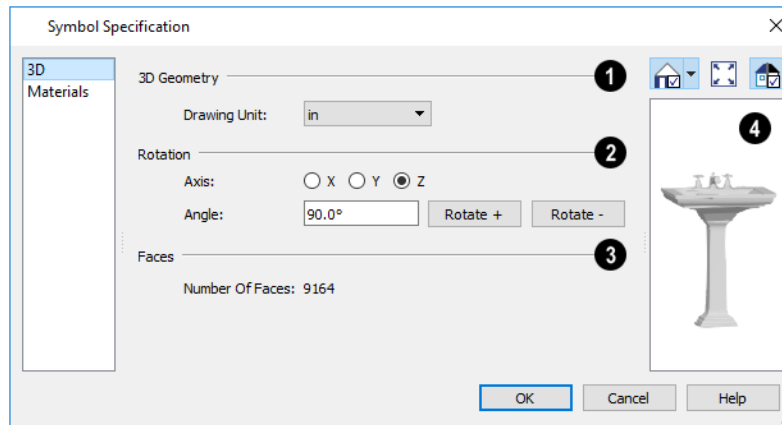 Symbol Specification
3D
Materials
3D Geometry
1
Drawing Unit: in
Rotation
2
Axis: X Y Z
Angle: 90.0° Rotate + Rotate -
Faces
3
Number Of Faces: 9164
4
OK Cancel Help